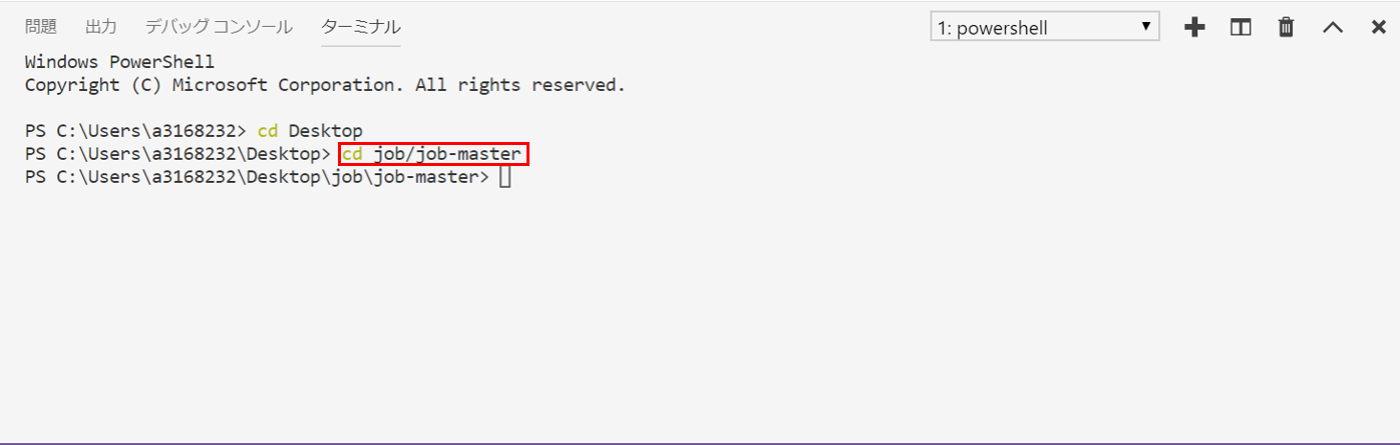 問題 出力 デバッグ コンソール ターミナル 1: powershell
Windows PowerShell
Copyright (C) Microsoft Corporation. All rights reserved.
PS C:\Users\a3168232> cd Desktop
PS C:\Users\a3168232\Desktop> cd job/job-master
PS C:\Users\a3168232\Desktop\job\job-master>